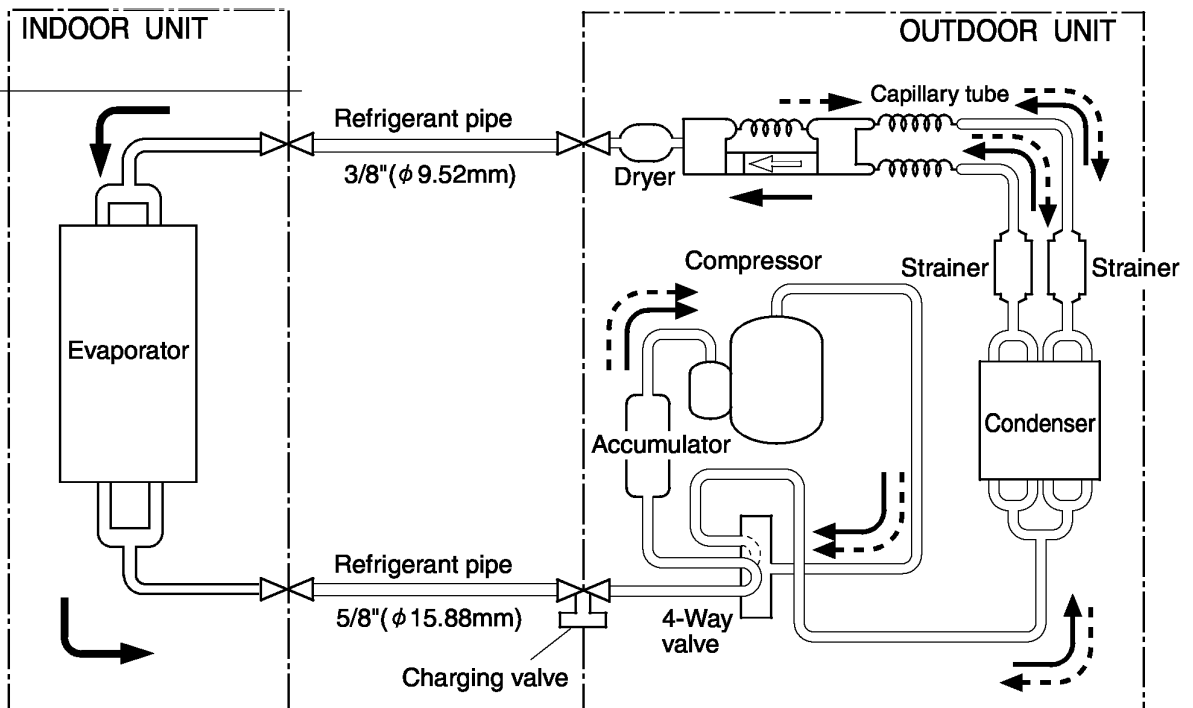 INDOOR UNIT
OUTDOOR UNIT
Refrigerant pipe
3/8"(ϕ9.52mm)
Capillary tube
Dryer
Compressor
Strainer
Strainer
Evaporator
Condenser
Accumulator
Refrigerant pipe
5/8"(ϕ15.88mm)
4-Way
valve
Charging valve